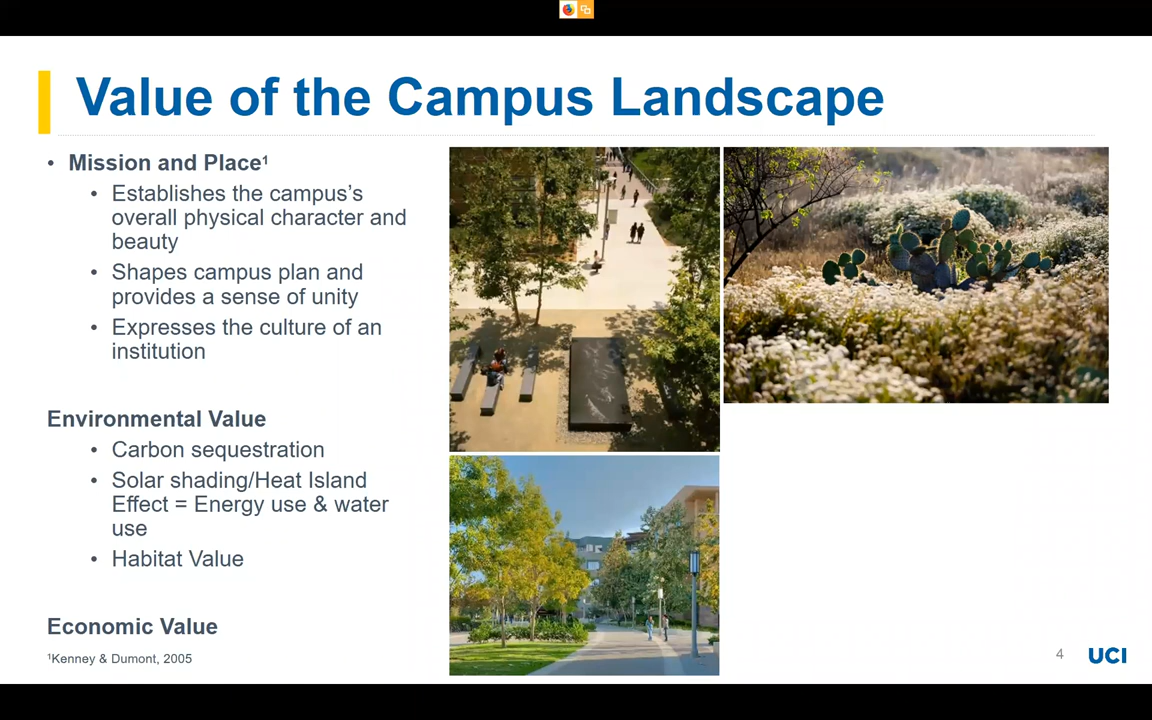 Value of the Campus Landscape
• Mission and Place¹
• Establishes the campus’s
overall physical character and
beauty
• Shapes campus plan and
provides a sense of unity
• Expresses the culture of an
institution
Environmental Value
• Carbon sequestration
• Solar shading/Heat Island
Effect = Energy use & water
use
• Habitat Value
Economic Value
¹Kenney & Dumont, 2005
4
UCI